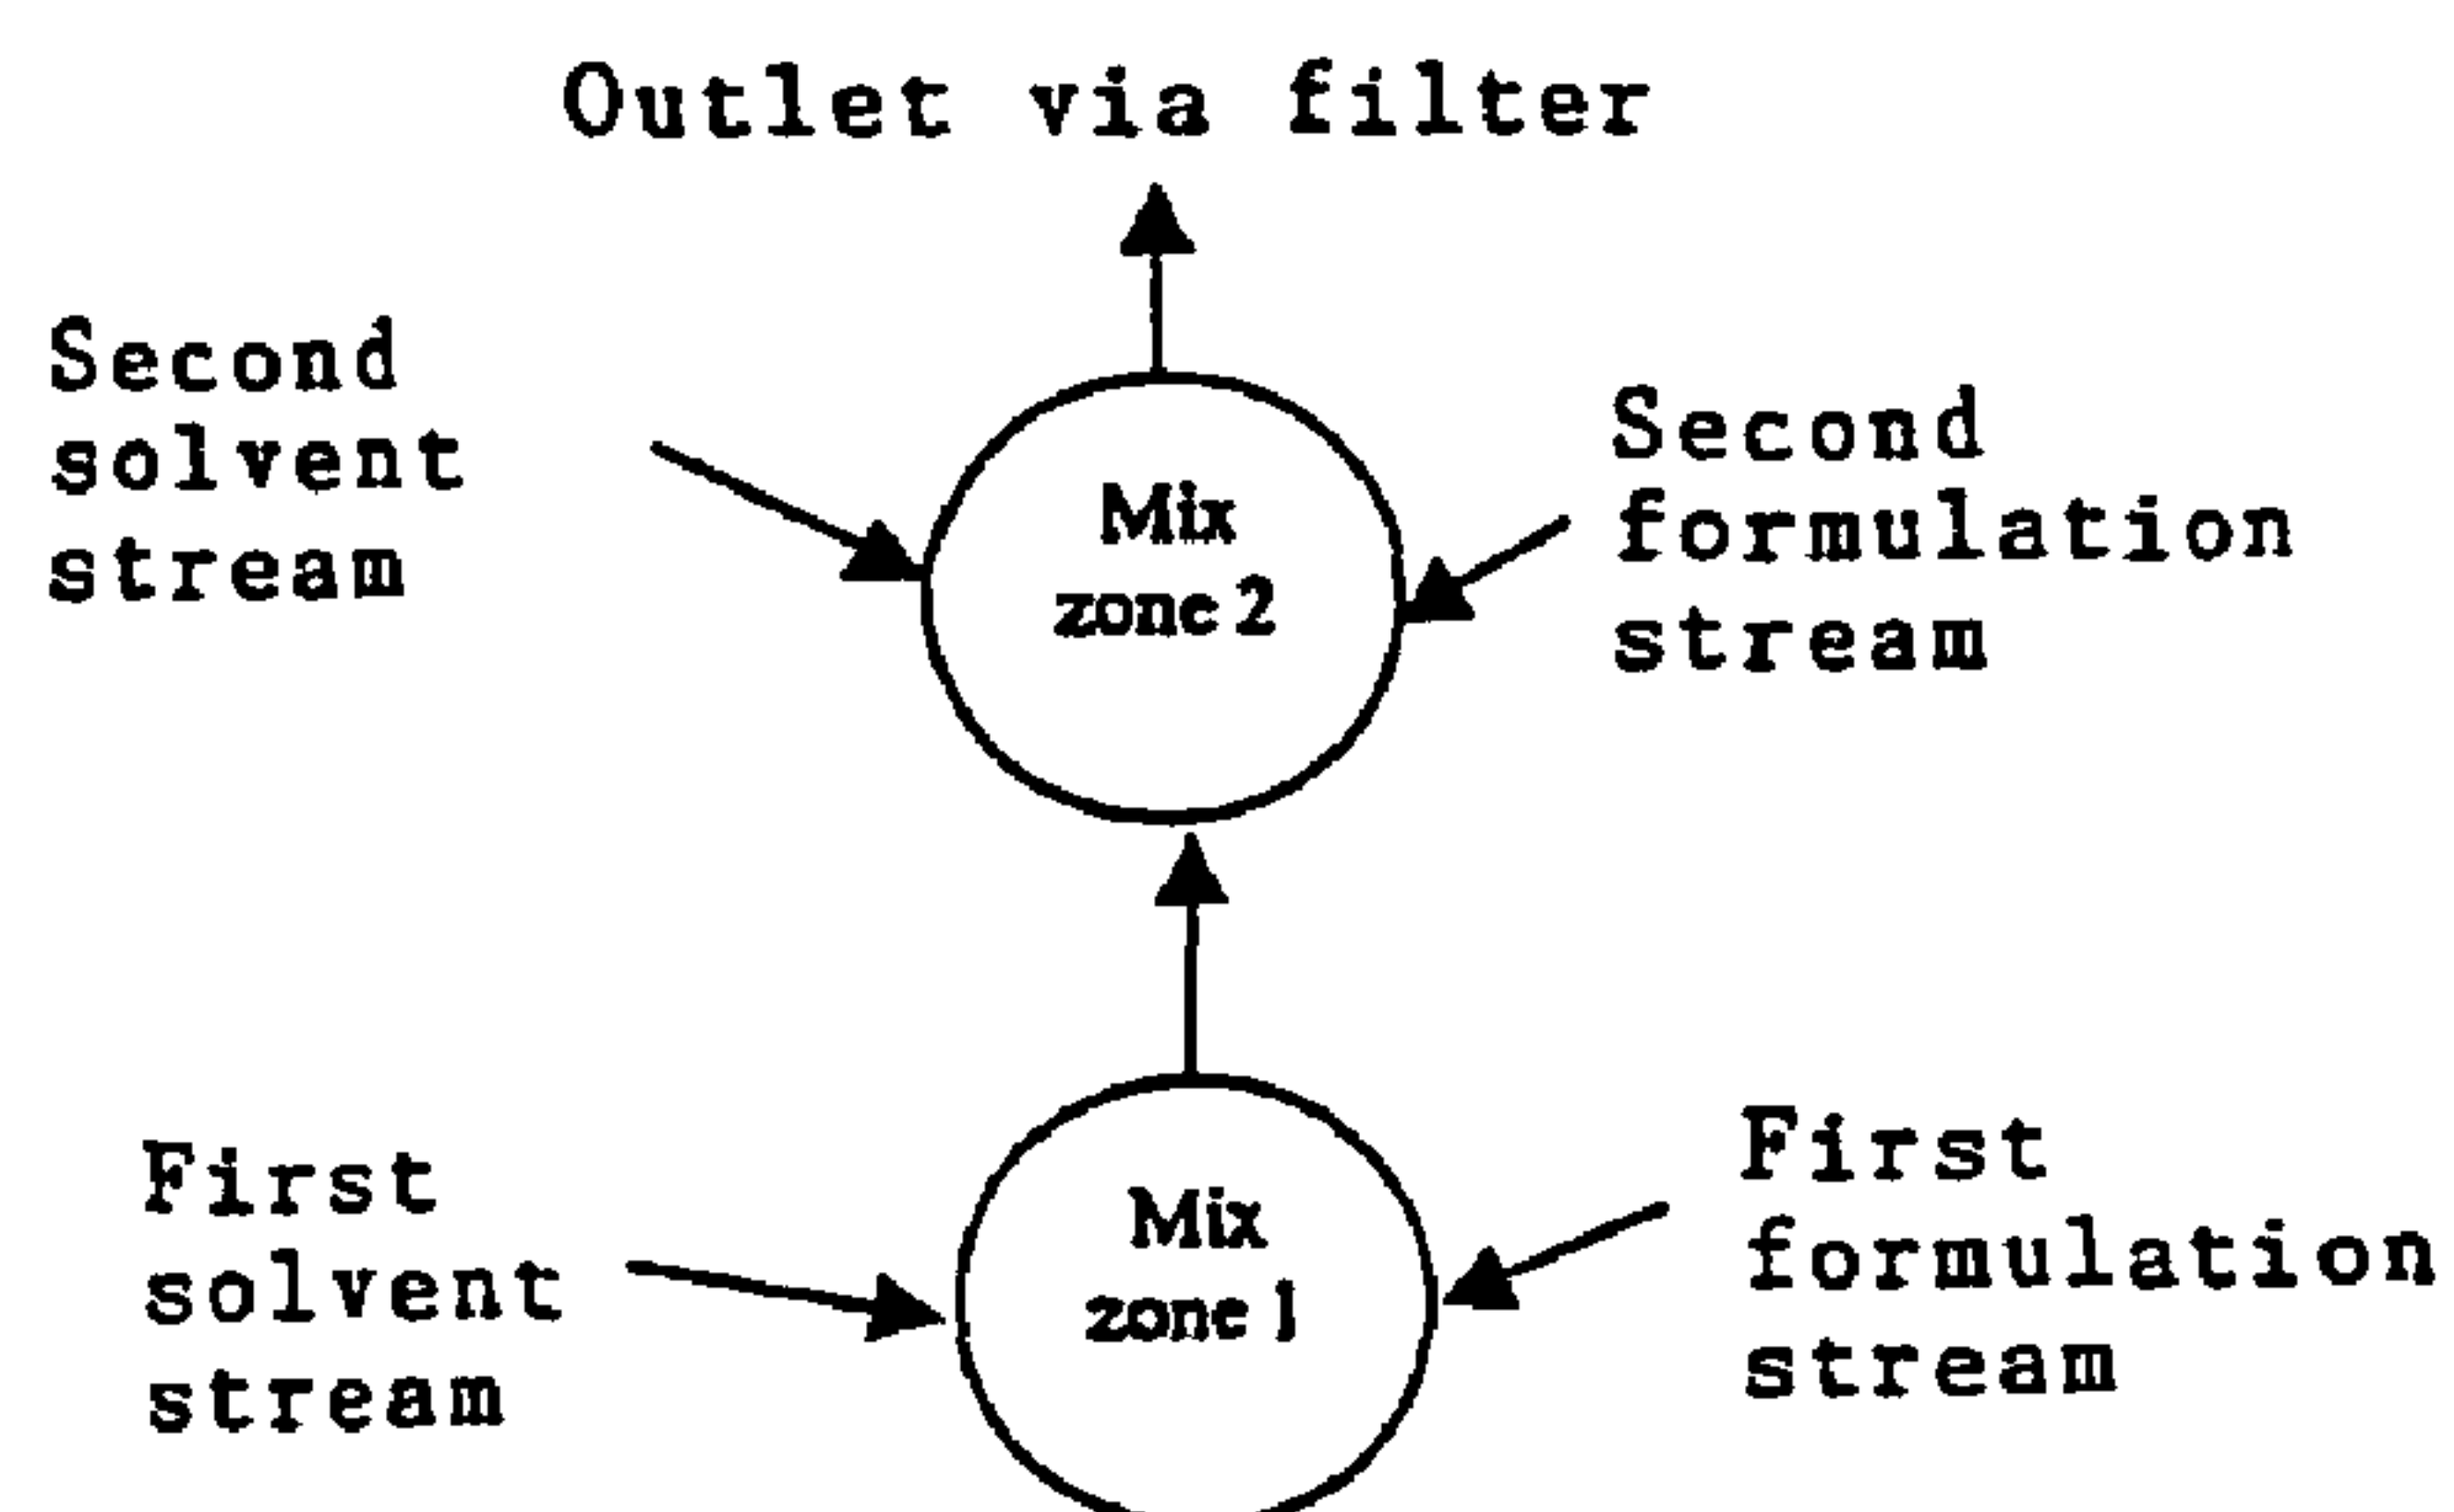 Outlet via filter
Second
solvent
stream
Mix
zone 2
Second
formulation
stream
First
solvent
stream
Mix
zone 1
First
formulation
stream